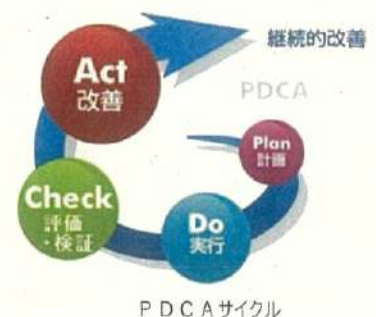 継続的改善
Act
改善
PDCA
Plan
計画
Check
評価
・検証
Do
実行
ＰＤＣＡサイクル